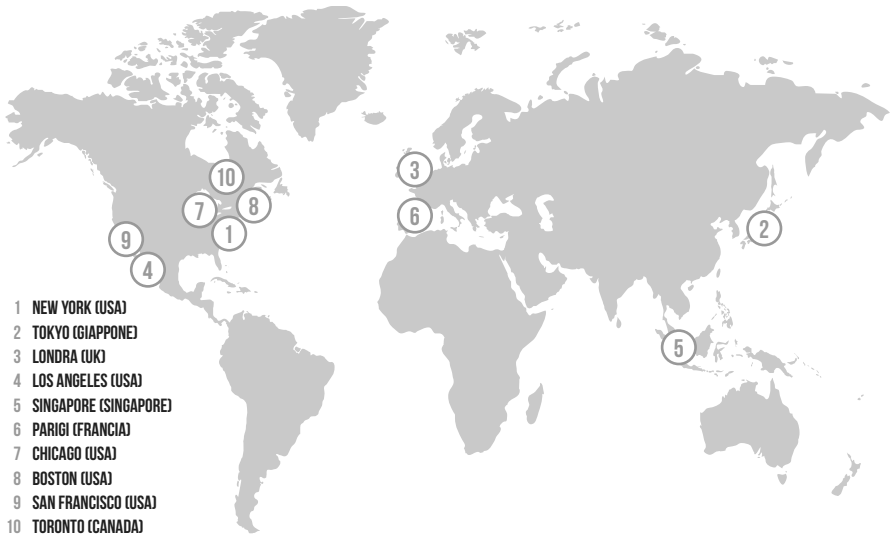 10
3
7
8
6
1
2
9
4
5
1 NEW YORK (USA)
2 TOKYO (GIAPPONE)
3 LONDRA (UK)
4 LOS ANGELES (USA)
5 SINGAPORE (SINGAPORE)
6 PARIGI (FRANCIA)
7 CHICAGO (USA)
8 BOSTON (USA)
9 SAN FRANCISCO (USA)
10 TORONTO (CANADA)